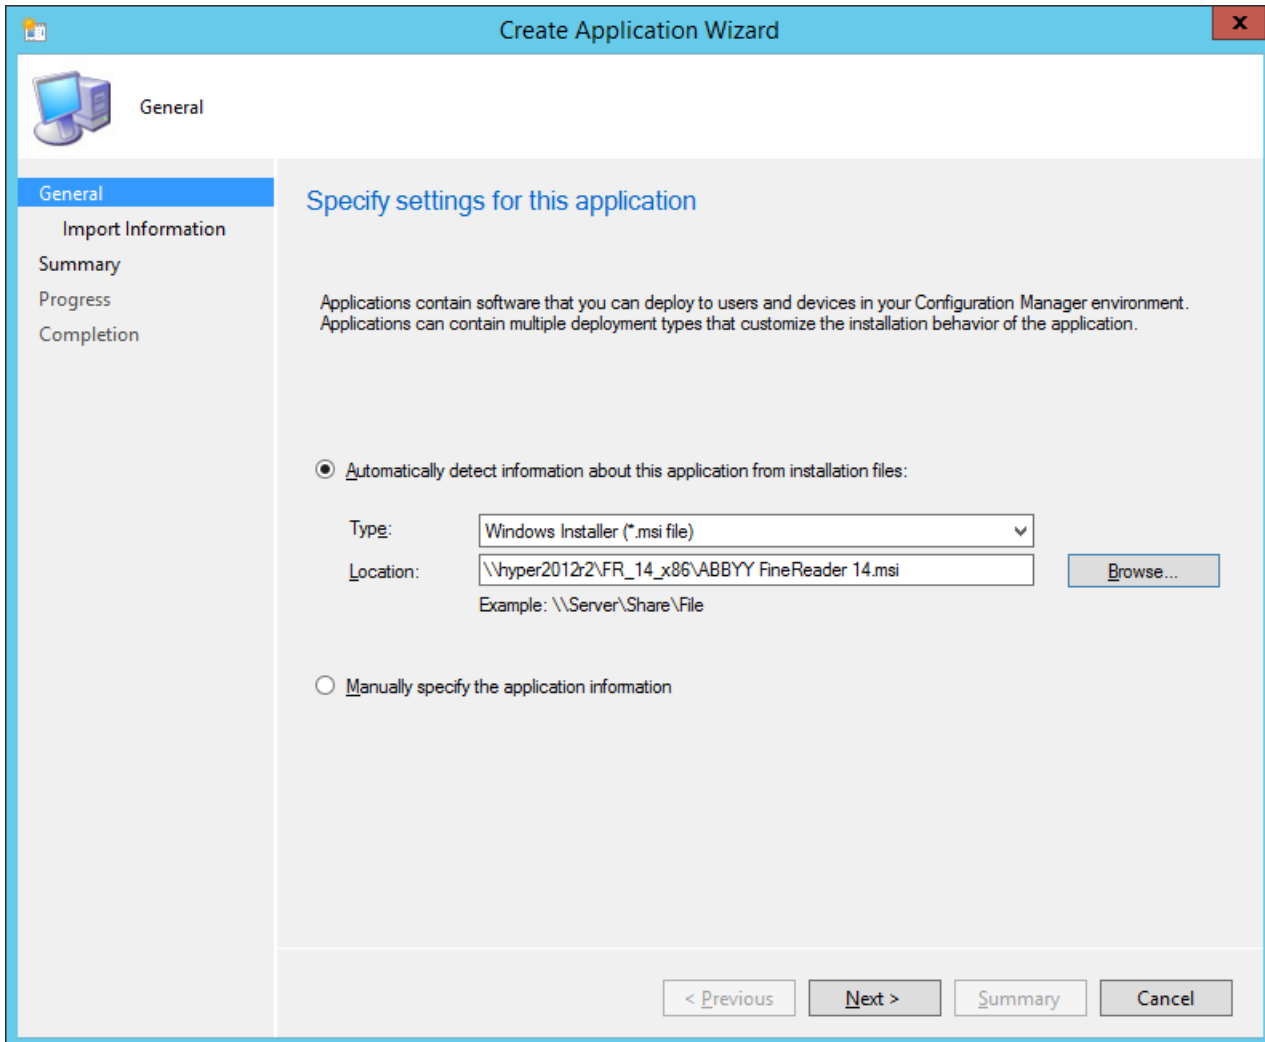 Create Application Wizard
x
General
General
Import Information
Summary
Progress
Completion
Specify settings for this application
Applications contain software that you can deploy to users and devices in your Configuration Manager environment.
Applications can contain multiple deployment types that customize the installation behavior of the application.
Automatically detect information about this application from installation files:
Type: Windows Installer (*.msi file)
Location: \\hyper2012r2\FR_14_x86\ABBYY FineReader 14.msi Browse...
Example: \\Server\Share\File
Manually specify the application information
< Previous Next > Summary Cancel